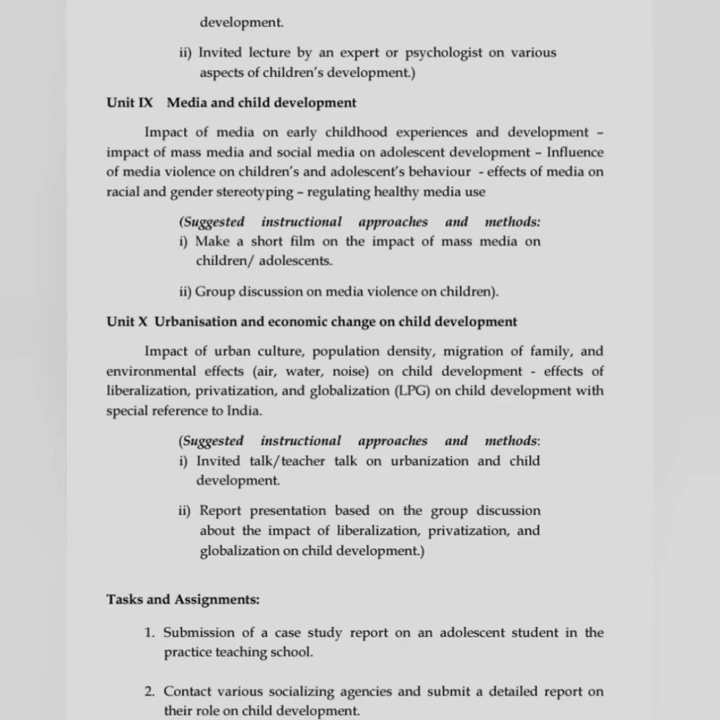 development.
ii) Invited lecture by an expert or psychologist on various
aspects of children's development.)
Unit IX Media and child development
Impact of media on early childhood experiences and development –
impact of mass media and social media on adolescent development – Influence
of media violence on children's and adolescent's behaviour - effects of media on
racial and gender stereotyping – regulating healthy media use
(Suggested instructional approaches and methods:
i) Make a short film on the impact of mass media on
children/ adolescents.
ii) Group discussion on media violence on children).
Unit X Urbanisation and economic change on child development
Impact of urban culture, population density, migration of family, and
environmental effects (air, water, noise) on child development - effects of
liberalization, privatization, and globalization (LPG) on child development with
special reference to India.
(Suggested instructional approaches and methods:
i) Invited talk/teacher talk on urbanization and child
development.
ii) Report presentation based on the group discussion
about the impact of liberalization, privatization, and
globalization on child development.)
Tasks and Assignments:
1. Submission of a case study report on an adolescent student in the
practice teaching school.
2. Contact various socializing agencies and submit a detailed report on
their role on child development.